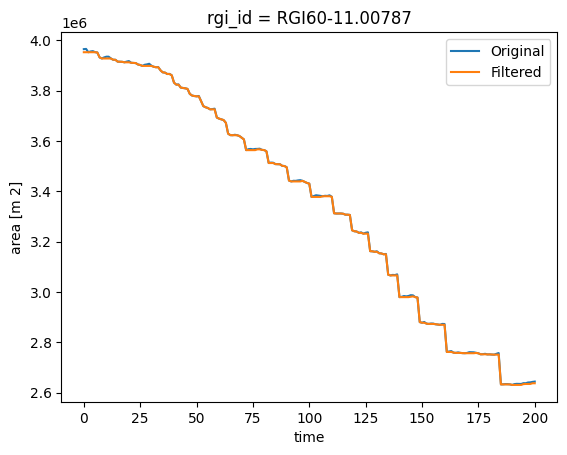 rgi_id = RGI60-11.00787
1e6
Original
Filtered
4.0
3.8
3.6
3.4
3.2
3.0
2.8
2.6
area [m 2]
0 25 50 75 100 125 150 175 200
time